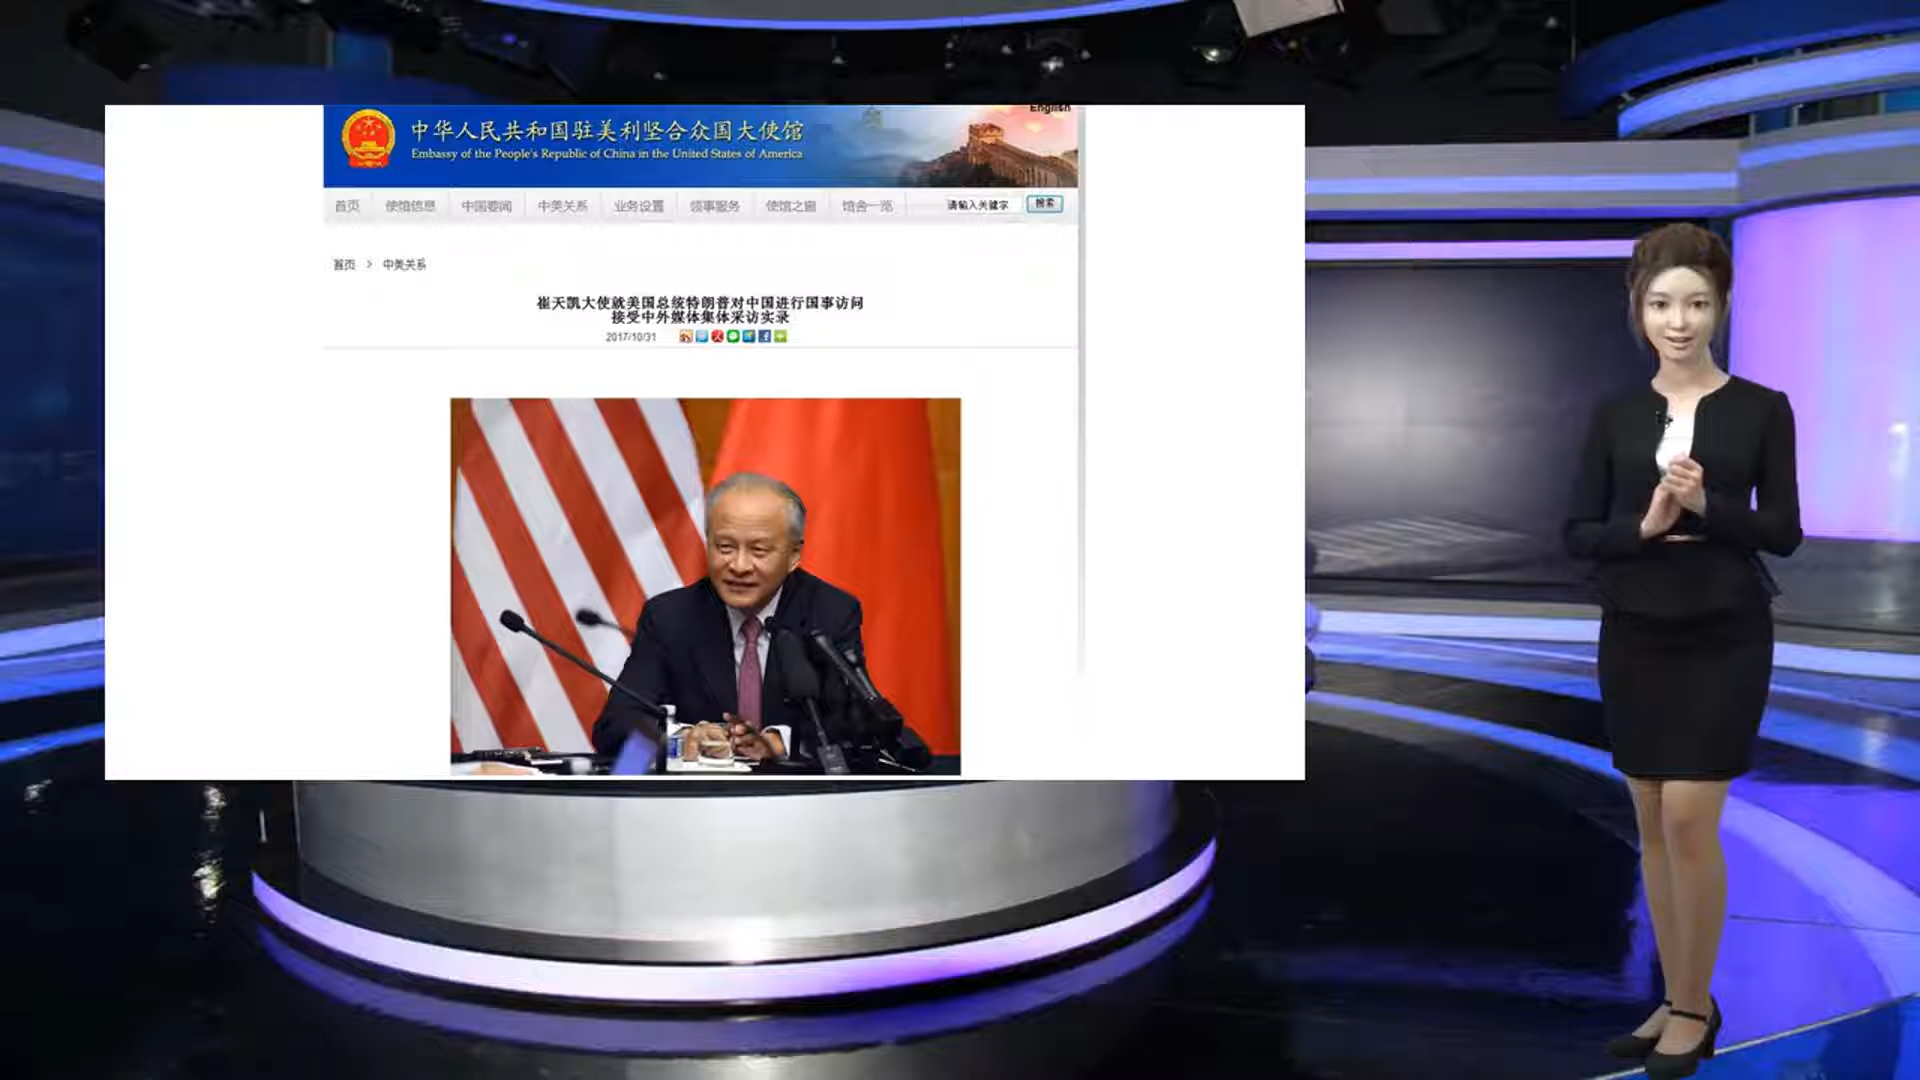 English
中华人民共和国驻美利坚合众国大使馆
Embassy of the People's Republic of China in the United States of America
首页 使馆信息 中国要闻 中美关系 业务设置 领事服务 使馆之窗 馆舍一览 请输入关键字 搜索
首页 > 中美关系
崔天凯大使就美国总统特朗普对中国进行国事访问
接受中外媒体集体采访实录
2017/10/31